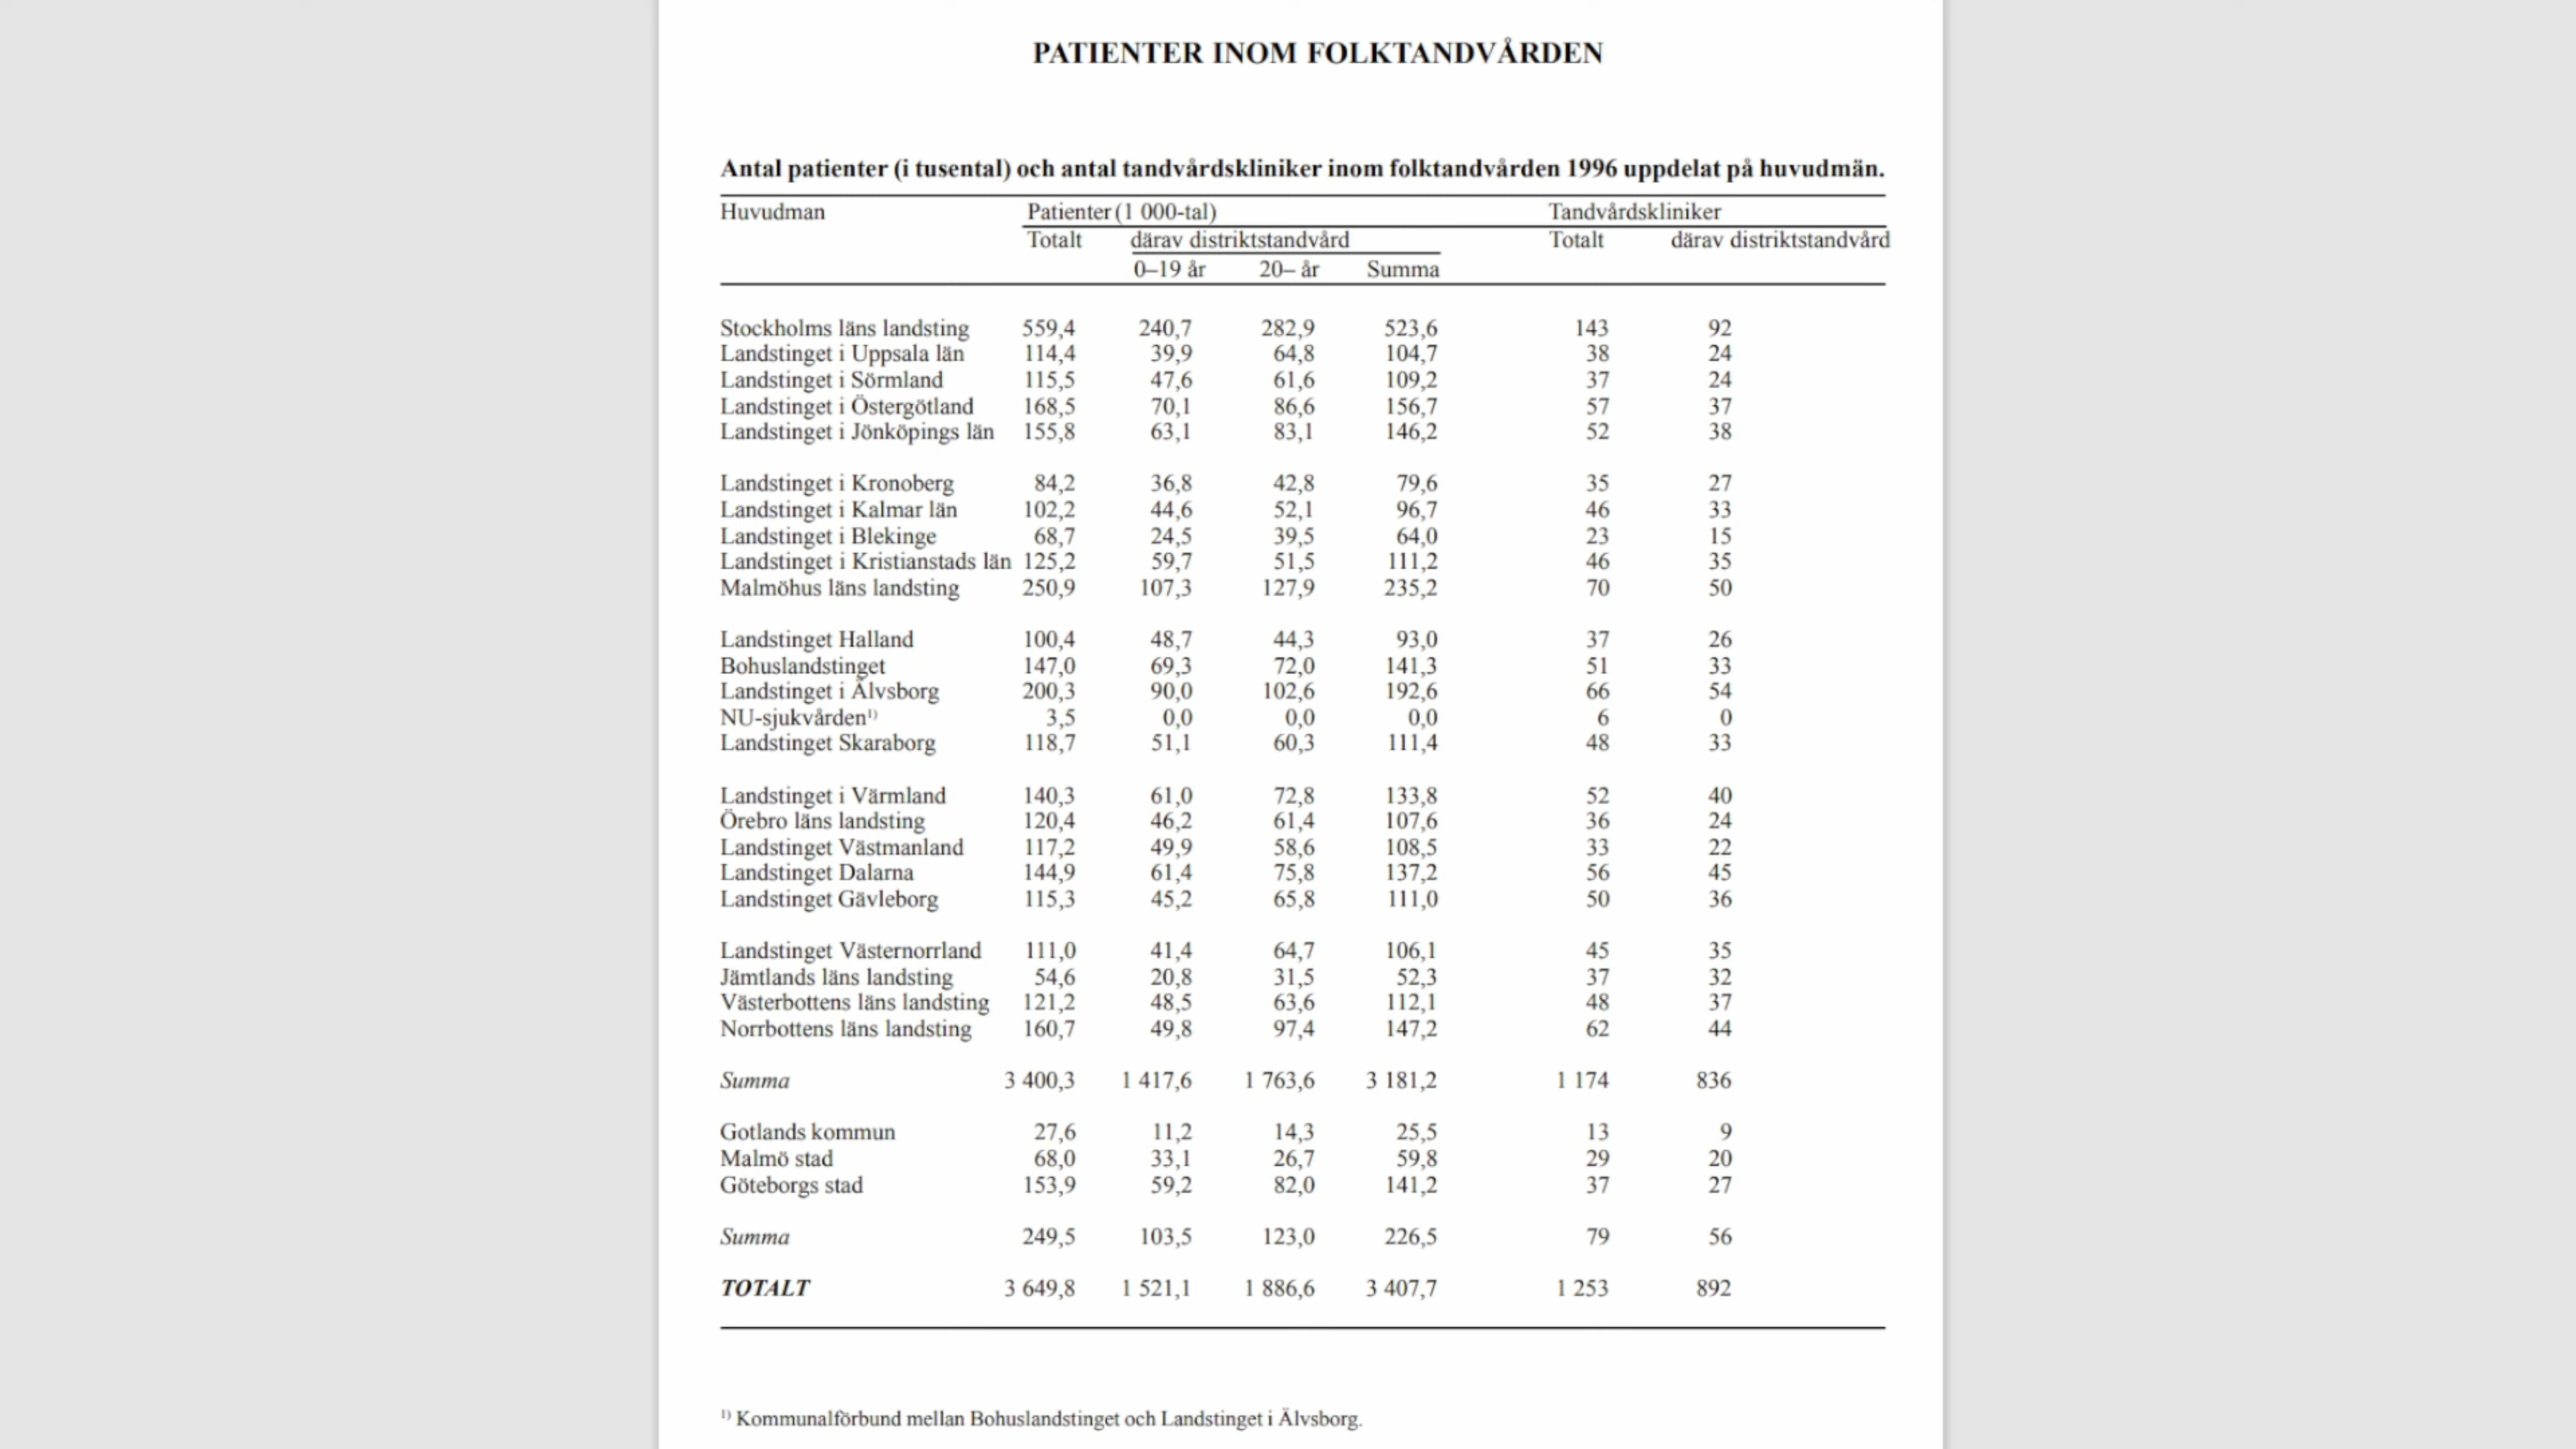 PATIENTER INOM FOLKTANDVÅRDEN
Antal patienter (i tusental) och antal tandvårdskliniker inom folktandvården 1996 uppdelat på huvudmän.
Huvudman Patienter (1 000-tal) Tandvårdskliniker
Totalt därav distriktstandvård Totalt därav distriktstandvård
0–19 år 20– år Summa
Stockholms läns landsting 559,4 240,7 282,9 523,6 143 92
Landstinget i Uppsala län 114,4 39,9 64,8 104,7 38 24
Landstinget i Sörmland 115,5 47,6 61,6 109,2 37 24
Landstinget i Östergötland 168,5 70,1 86,6 156,7 57 37
Landstinget i Jönköpings län 155,8 63,1 83,1 146,2 52 38
Landstinget i Kronoberg 84,2 36,8 42,8 79,6 35 27
Landstinget i Kalmar län 102,2 44,6 52,1 96,7 46 33
Landstinget i Blekinge 68,7 24,5 39,5 64,0 23 15
Landstinget i Kristianstads län 125,2 59,7 51,5 111,2 46 35
Malmöhus läns landsting 250,9 107,3 127,9 235,2 70 50
Landstinget Halland 100,4 48,7 44,3 93,0 37 26
Bohuslandstinget 147,0 69,3 72,0 141,3 51 33
Landstinget i Älvsborg 200,3 90,0 102,6 192,6 66 54
NU-sjukvården¹⁾ 3,5 0,0 0,0 0,0 6 0
Landstinget Skaraborg 118,7 51,1 60,3 111,4 48 33
Landstinget i Värmland 140,3 61,0 72,8 133,8 52 40
Örebro läns landsting 120,4 46,2 61,4 107,6 36 24
Landstinget Västmanland 117,2 49,9 58,6 108,5 33 22
Landstinget Dalarna 144,9 61,4 75,8 137,2 56 45
Landstinget Gävleborg 115,3 45,2 65,8 111,0 50 36
Landstinget Västernorrland 111,0 41,4 64,7 106,1 45 35
Jämtlands läns landsting 54,6 20,8 31,5 52,3 37 32
Västerbottens läns landsting 121,2 48,5 63,6 112,1 48 37
Norrbottens läns landsting 160,7 49,8 97,4 147,2 62 44
Summa 3 400,3 1 417,6 1 763,6 3 181,2 1 174 836
Gotlands kommun 27,6 11,2 14,3 25,5 13 9
Malmö stad 68,0 33,1 26,7 59,8 29 20
Göteborgs stad 153,9 59,2 82,0 141,2 37 27
Summa 249,5 103,5 123,0 226,5 79 56
TOTALT 3 649,8 1 521,1 1 886,6 3 407,7 1 253 892
¹⁾ Kommunalförbund mellan Bohuslandstinget och Landstinget i Älvsborg.